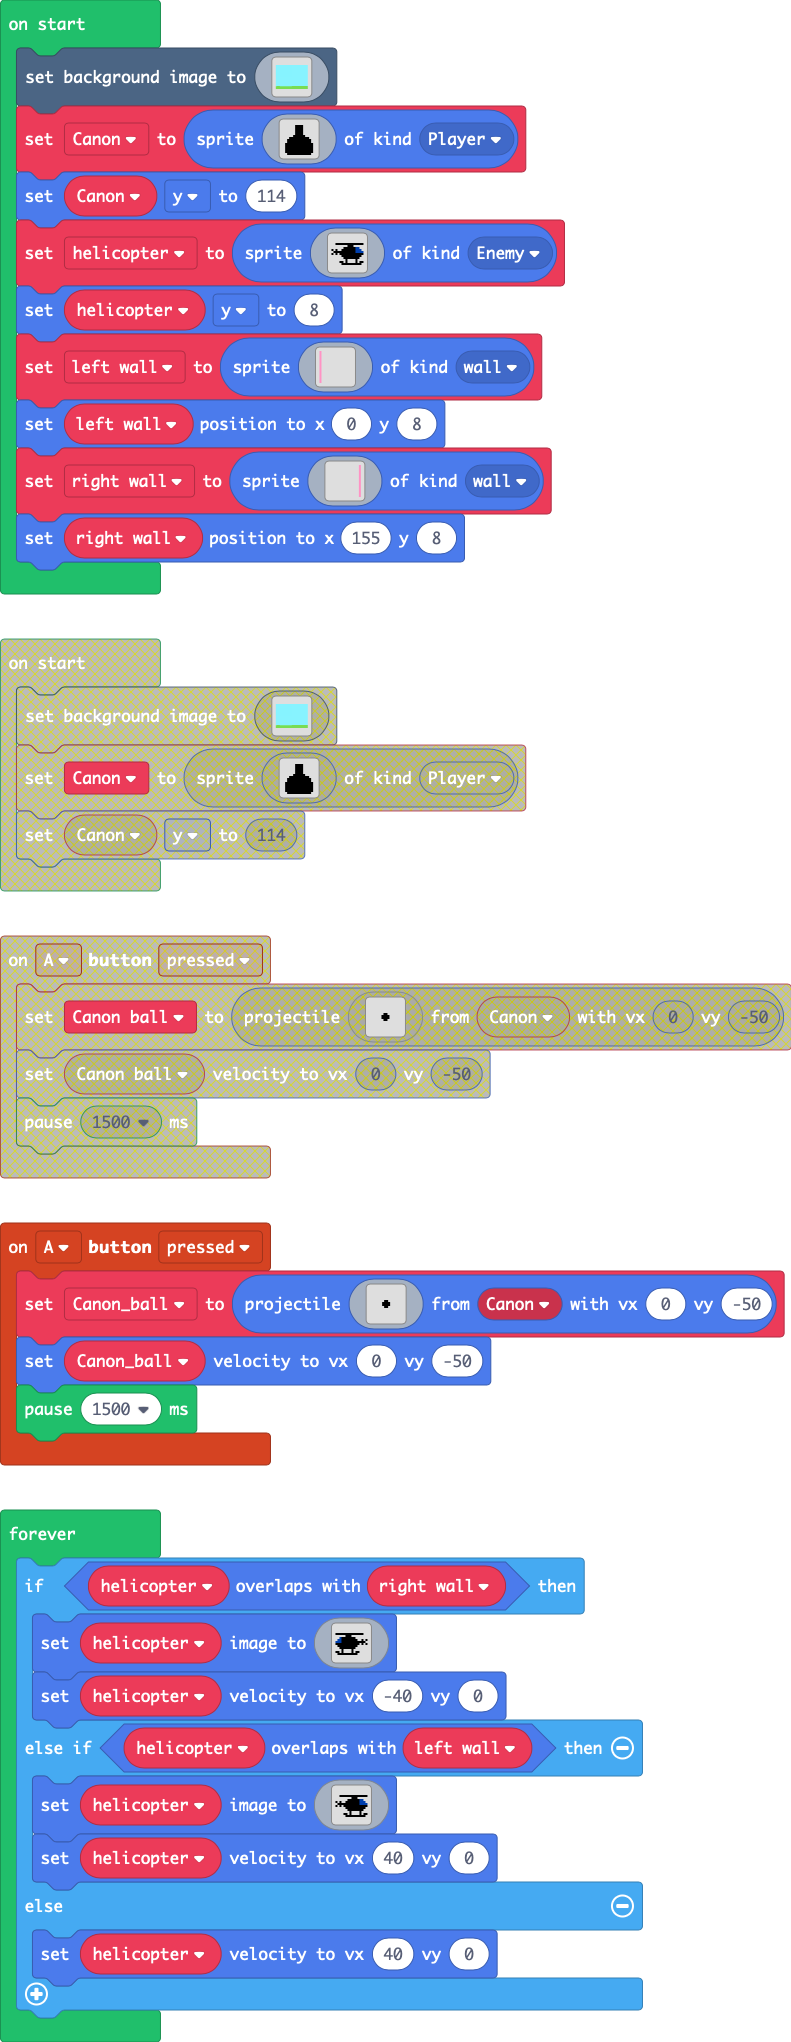 on start
set background image to
set Canon to sprite of kind Player
set Canon y to 114
set helicopter to sprite of kind Enemy
set helicopter y to 8
set left wall to sprite of kind wall
set left wall position to x 0 y 8
set right wall to sprite of kind wall
set right wall position to x 155 y 8
on start
set background image to
set Canon to sprite of kind Player
set Canon y to 114
on A button pressed
set Canon ball to projectile from Canon with vx 0 vy -50
set Canon ball velocity to vx 0 vy -50
pause 1500 ms
on A button pressed
set Canon_ball to projectile from Canon with vx 0 vy -50
set Canon_ball velocity to vx 0 vy -50
pause 1500 ms
forever
if helicopter overlaps with right wall then
set helicopter image to
set helicopter velocity to vx -40 vy 0
else if helicopter overlaps with left wall then
set helicopter image to
set helicopter velocity to vx 40 vy 0
else
set helicopter velocity to vx 40 vy 0